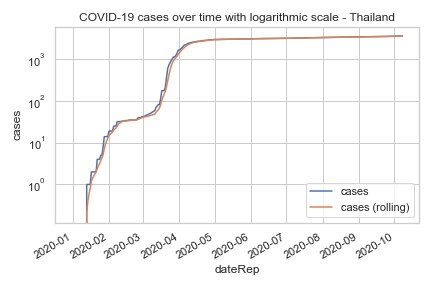 COVID-19 cases over time with logarithmic scale - Thailand
cases
10³
10²
10¹
10⁰
cases
cases (rolling)
2020-01
2020-02
2020-03
2020-04
2020-05
2020-06
2020-07
2020-08
2020-09
2020-10
dateRep